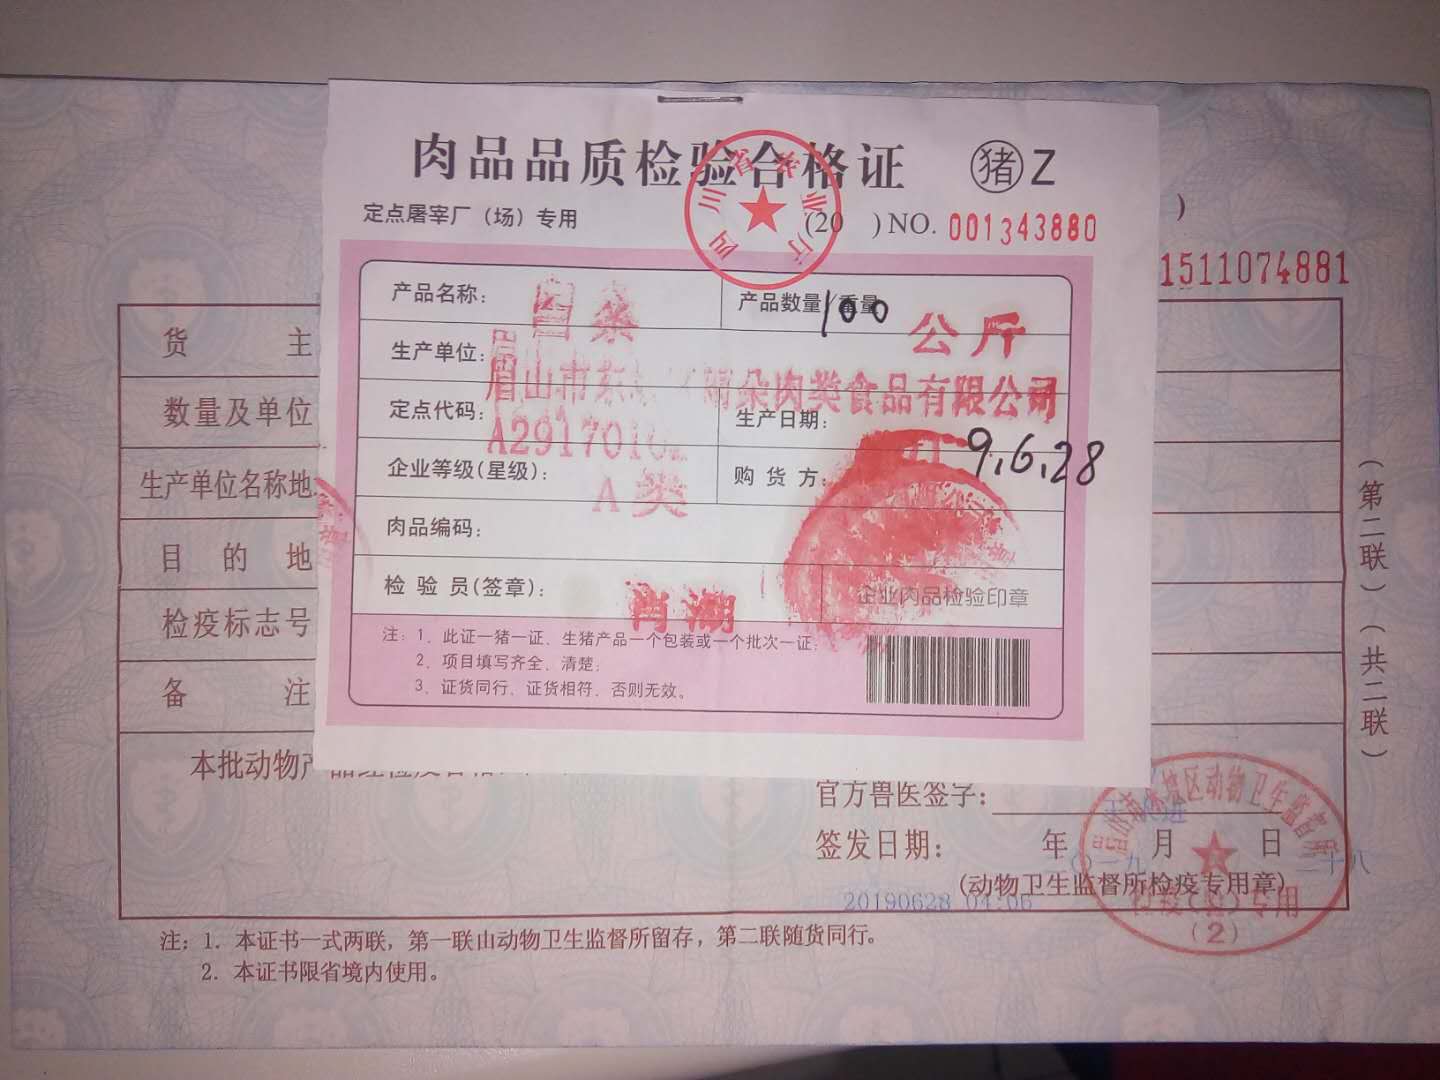 肉品品质检验合格证 猪 Z
四川省农业厅
定点屠宰厂（场）专用 (20 ) NO. 001343880
)
1511074881
产品名称： 白条 产品数量/重量 100 公斤
生产单位： 眉山市东 朵肉类食品有限公司
定点代码： A2917010 生产日期： 9.6.28
企业等级(星级)： A类 购货方：
肉品编码：
检验员(签章)： 肖潮 企业肉品检验印章
注：1、此证一猪一证、生猪产品一个包装或一个批次一证；
2、项目填写齐全、清楚；
3、证货同行、证货相符、否则无效。
货 主
数量及单位
生产单位名称地
目的地
检疫标志号
备 注
本批动物产品经检疫合格
官方兽医签字：
签发日期： 年 月 日
二十八
20190628 04:06
(动物卫生监督所检疫专用章)
坡区动物卫生监督所
专用
(2)
(第二联)(共二联)
注：1. 本证书一式两联，第一联由动物卫生监督所留存，第二联随货同行。
2. 本证书限省境内使用。